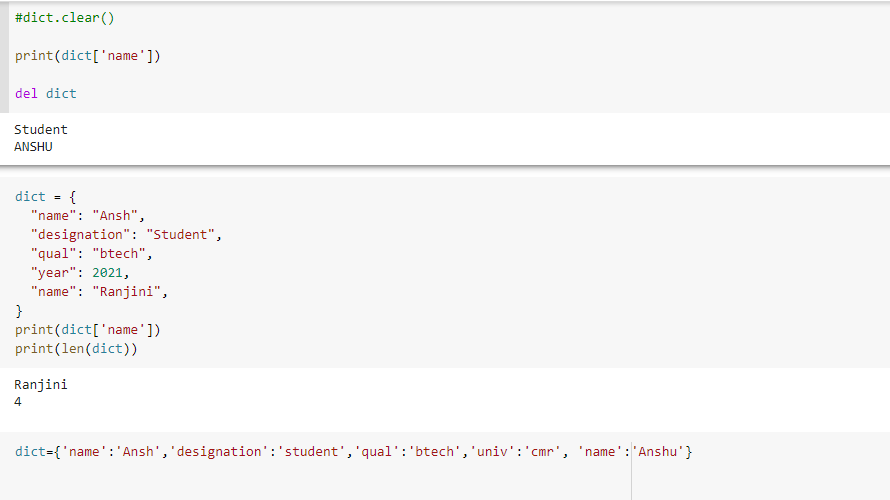 #dict.clear()
print(dict['name'])
del dict
Student
ANSHU
dict = {
"name": "Ansh",
"designation": "Student",
"qual": "btech",
"year": 2021,
"name": "Ranjini",
}
print(dict['name'])
print(len(dict))
Ranjini
4
dict={'name':'Ansh','designation':'student','qual':'btech','univ':'cmr', 'name':'Anshu'}